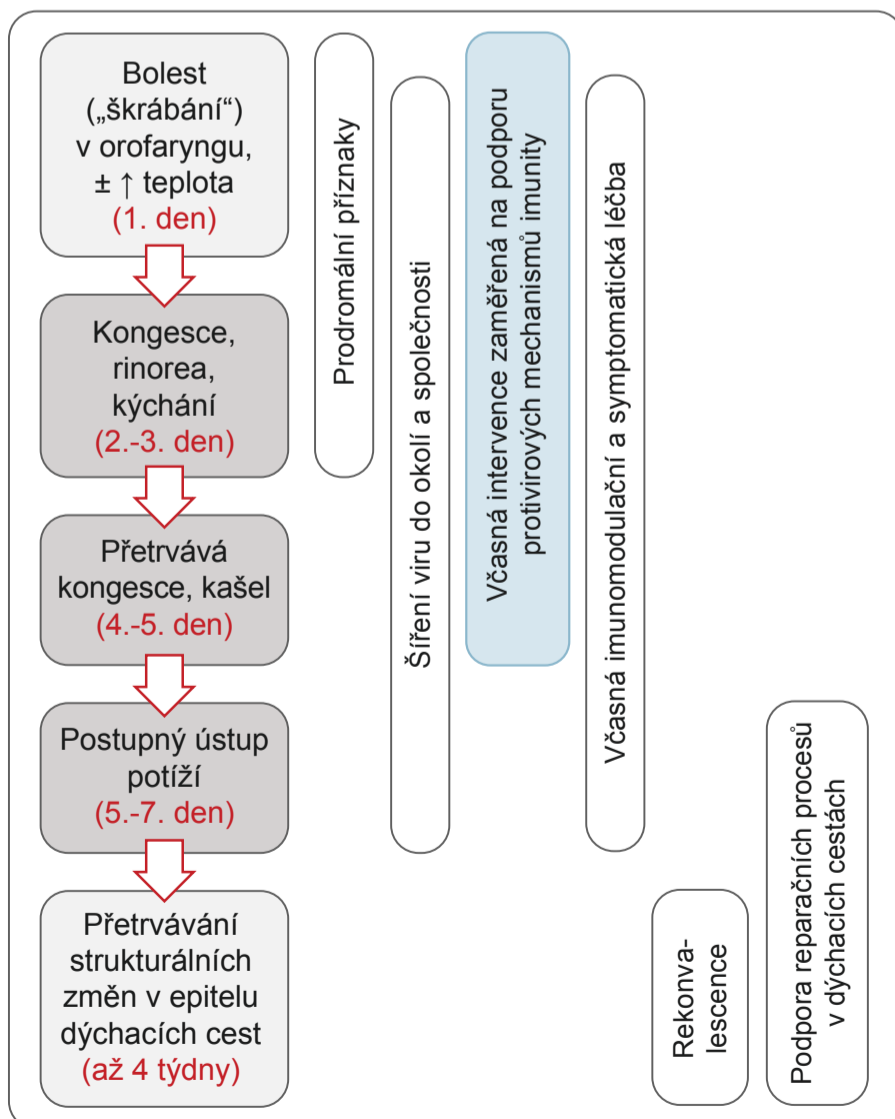 Bolest
(„škrábání“)
v orofaryngu,
± ↑ teplota
(1. den)
Kongesce,
rinorea,
kýchání
(2.-3. den)
Přetrvává
kongesce, kašel
(4.-5. den)
Postupný ústup
potíží
(5.-7. den)
Přetrvávání
strukturálních
změn v epitelu
dýchacích cest
(až 4 týdny)
Prodromální příznaky
Šíření viru do okolí a společnosti
Včasná intervence zaměřená na podporu
protivirových mechanismů imunity
Včasná imunomodulační a symptomatická léčba
Rekonva-
lescence
Podpora reparačních procesů
v dýchacích cestách